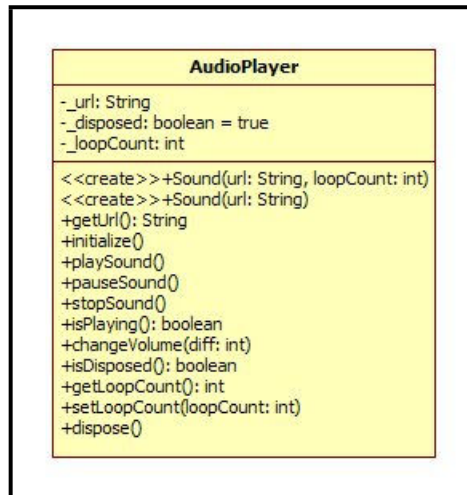 AudioPlayer
-_url: String
-_disposed: boolean = true
-_loopCount: int
<<create>>+Sound(url: String, loopCount: int)
<<create>>+Sound(url: String)
+getUrl(): String
+initialize()
+playSound()
+pauseSound()
+stopSound()
+isPlaying(): boolean
+changeVolume(diff: int)
+isDisposed(): boolean
+getLoopCount(): int
+setLoopCount(loopCount: int)
+dispose()